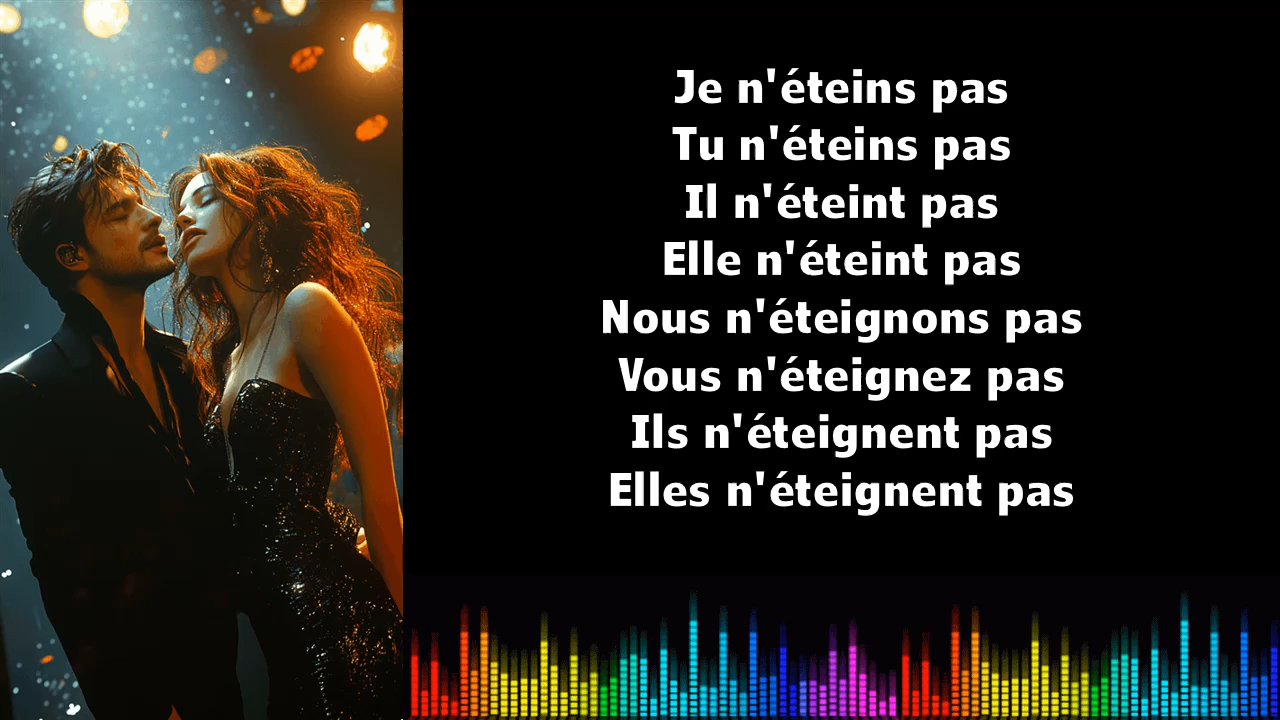 Je n'éteins pas
Tu n'éteins pas
Il n'éteint pas
Elle n'éteint pas
Nous n'éteignons pas
Vous n'éteignez pas
Ils n'éteignent pas
Elles n'éteignent pas